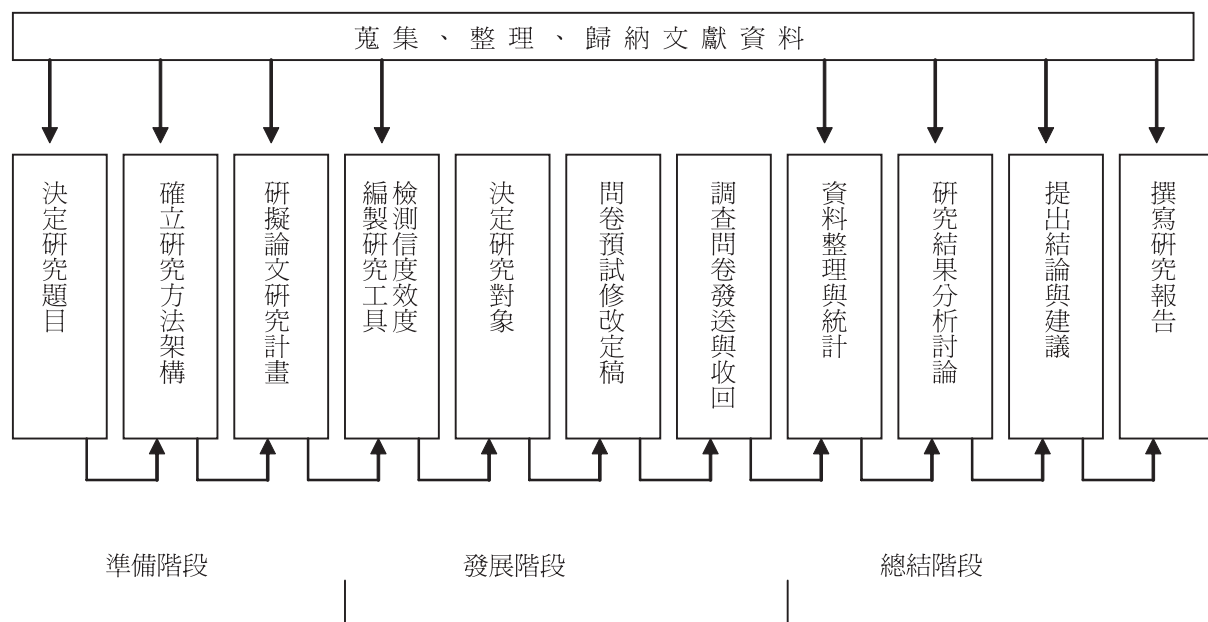 蒐集、整理、歸納文獻資料
決定研究題目
確立研究方法架構
研擬論文研究計畫
檢測信度效度
編製研究工具
決定研究對象
問卷預試修改定稿
調查問卷發送與收回
資料整理與統計
研究結果分析討論
提出結論與建議
撰寫研究報告
準備階段
發展階段
總結階段